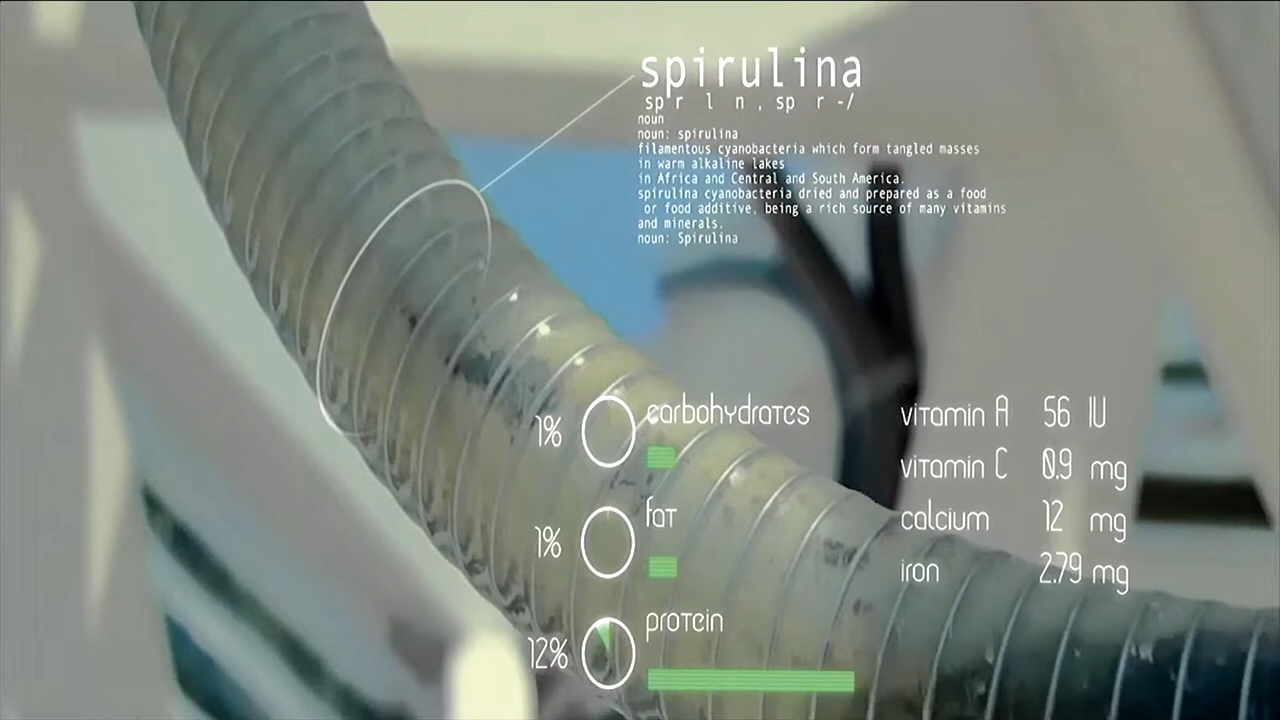 spirulina
sp r l n , sp r -/
noun
noun: spirulina
filamentous cyanobacteria which form tangled masses
in warm alkaline lakes
in Africa and Central and South America.
spirulina cyanobacteria dried and prepared as a food
or food additive, being a rich source of many vitamins
and minerals.
noun: Spirulina
1% carbohydrates
1% fat
12% protein
vitamin A 56 IU
vitamin C 0.9 mg
calcium 12 mg
iron 2.79 mg